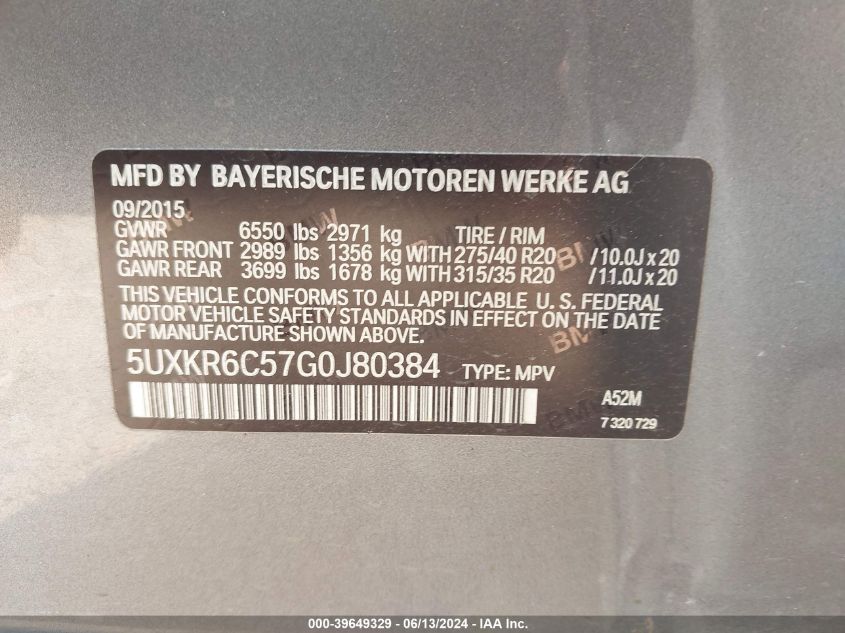 MFD BY BAYERISCHE MOTOREN WERKE AG
09/2015
GVWR 6550 lbs 2971 kg TIRE / RIM
GAWR FRONT 2989 lbs 1356 kg WITH 275/40 R20 / 10.0J x 20
GAWR REAR 3699 lbs 1678 kg WITH 315/35 R20 / 11.0J x 20
THIS VEHICLE CONFORMS TO ALL APPLICABLE U. S. FEDERAL
MOTOR VEHICLE SAFETY STANDARDS IN EFFECT ON THE DATE
OF MANUFACTURE SHOWN ABOVE.
5UXKR6C57G0J80384 TYPE: MPV
A52M
7 320 729
000-39649329 - 06/13/2024 - IAA Inc.